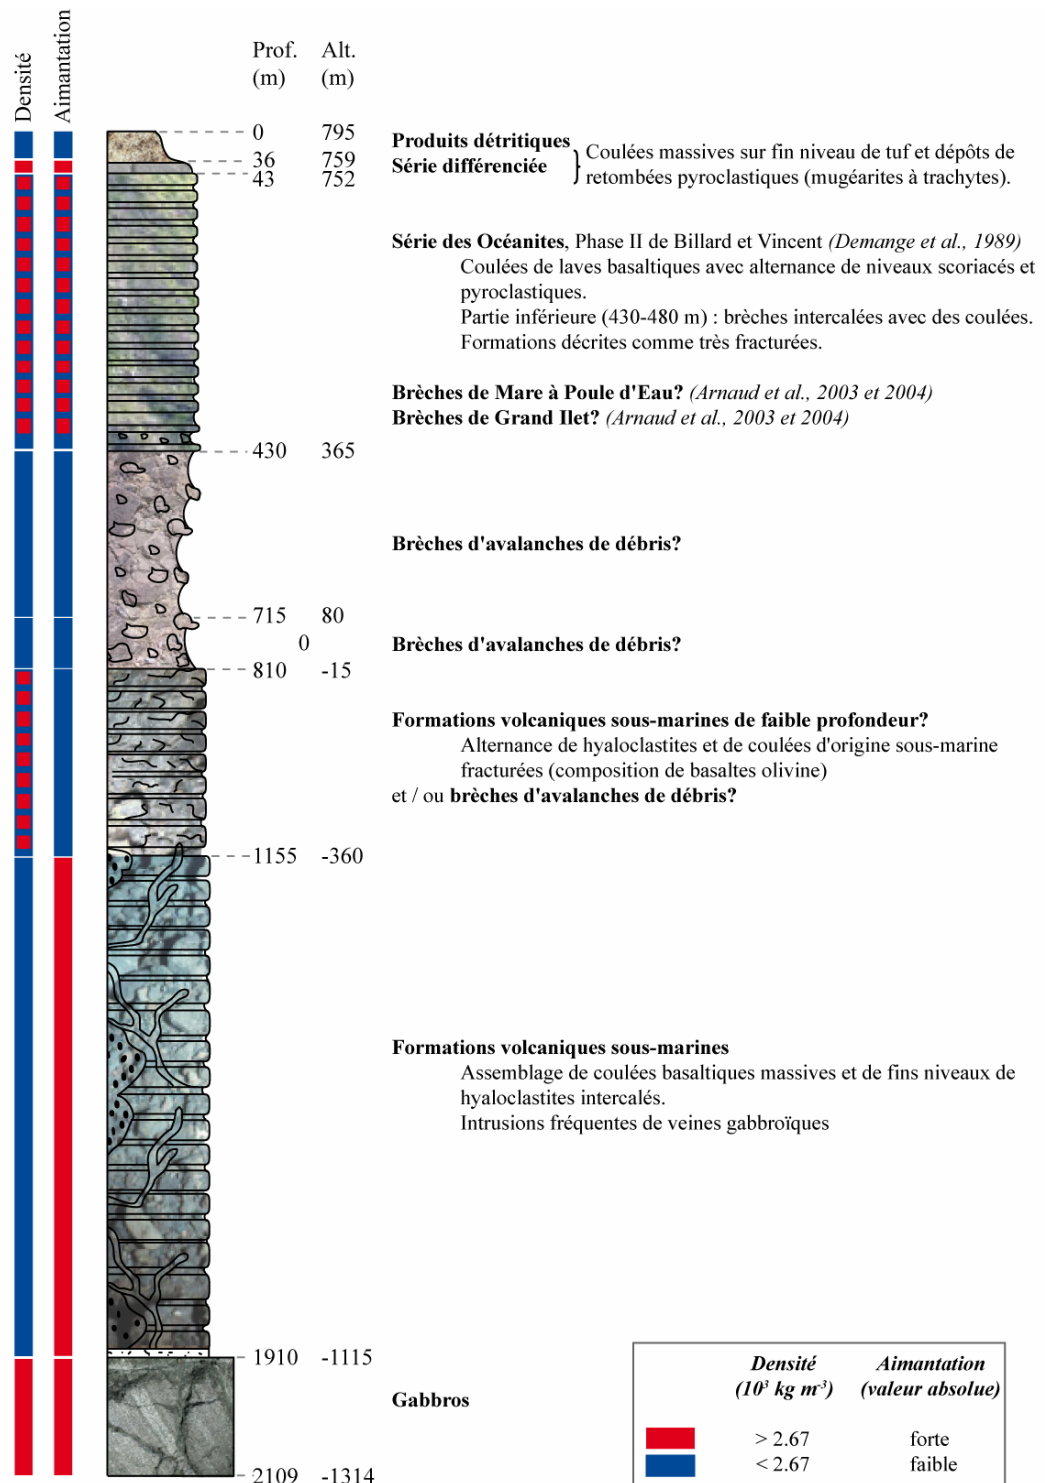 Densité
Aimantation
Prof. Alt.
(m) (m)
0 795
36 759
43 752
Produits détritiques
Série différenciée
Coulées massives sur fin niveau de tuf et dépôts de
retombées pyroclastiques (mugéarites à trachytes).
Série des Océanites, Phase II de Billard et Vincent (Demange et al., 1989)
Coulées de laves basaltiques avec alternance de niveaux scoriacés et
pyroclastiques.
Partie inférieure (430-480 m) : brèches intercalées avec des coulées.
Formations décrites comme très fracturées.
Brèches de Mare à Poule d'Eau? (Arnaud et al., 2003 et 2004)
Brèches de Grand Ilet? (Arnaud et al., 2003 et 2004)
430 365
Brèches d'avalanches de débris?
715 80
0
Brèches d'avalanches de débris?
810 -15
Formations volcaniques sous-marines de faible profondeur?
Alternance de hyaloclastites et de coulées d'origine sous-marine
fracturées (composition de basaltes olivine)
et / ou brèches d'avalanches de débris?
1155 -360
Formations volcaniques sous-marines
Assemblage de coulées basaltiques massives et de fins niveaux de
hyaloclastites intercalés.
Intrusions fréquentes de veines gabbroïques
1910 -1115
Gabbros
2109 -1314
Densité Aimantation
(10³ kg m⁻³) (valeur absolue)
> 2.67 forte
< 2.67 faible